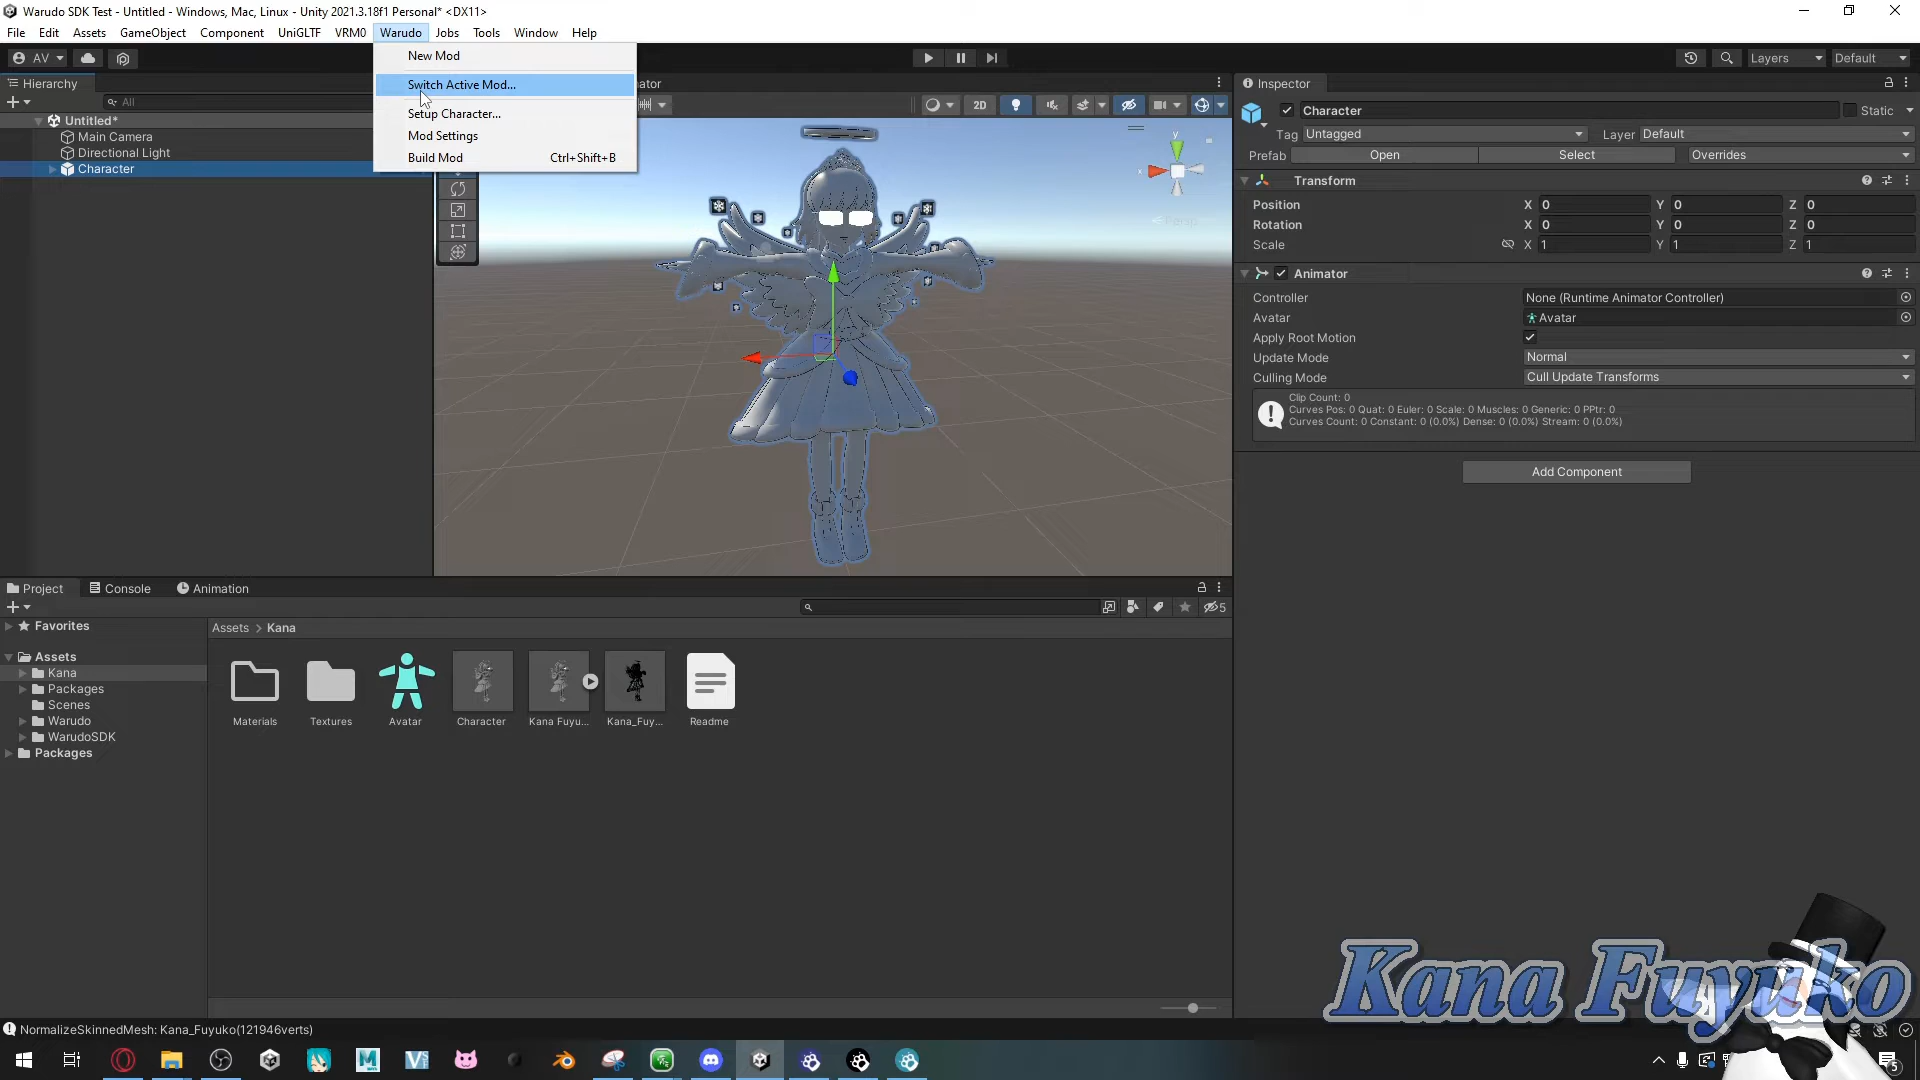 Warudo SDK Test - Untitled - Windows, Mac, Linux - Unity 2021.3.18f1 Personal* <DX11>
File Edit Assets GameObject Component UniGLTF VRM0 Warudo Jobs Tools Window Help
New Mod
Switch Active Mod...
Setup Character...
Mod Settings
Build Mod Ctrl+Shift+B
AV
Layers
Default
Hierarchy
All
Untitled*
Main Camera
Directional Light
Character
ator
2D
y
x
Persp
Inspector
Character
Static
Tag Untagged
Layer Default
Prefab Open Select Overrides
Transform
Position X 0 Y 0 Z 0
Rotation X 0 Y 0 Z 0
Scale X 1 Y 1 Z 1
Animator
Controller None (Runtime Animator Controller)
Avatar Avatar
Apply Root Motion
Update Mode Normal
Culling Mode Cull Update Transforms
Clip Count: 0
Curves Pos: 0 Quat: 0 Euler: 0 Scale: 0 Muscles: 0 Generic: 0 PPtr: 0
Curves Count: 0 Constant: 0 (0.0%) Dense: 0 (0.0%) Stream: 0 (0.0%)
Add Component
Project Console Animation
5
Favorites
Assets
Kana
Packages
Scenes
Warudo
WarudoSDK
Packages
Assets > Kana
Materials
Textures
Avatar
Character
Kana Fuyu...
Kana_Fuy...
Readme
Kana Fuyuko
NormalizeSkinnedMesh: Kana_Fuyuko(121946verts)
5